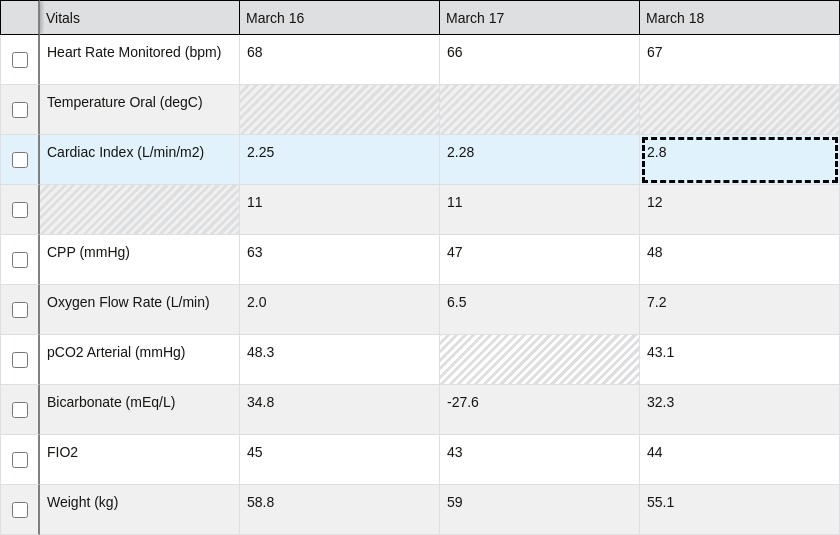 Vitals March 16 March 17 March 18
Heart Rate Monitored (bpm) 68 66 67
Temperature Oral (degC)
Cardiac Index (L/min/m2) 2.25 2.28 2.8
11 11 12
CPP (mmHg) 63 47 48
Oxygen Flow Rate (L/min) 2.0 6.5 7.2
pCO2 Arterial (mmHg) 48.3 43.1
Bicarbonate (mEq/L) 34.8 -27.6 32.3
FIO2 45 43 44
Weight (kg) 58.8 59 55.1